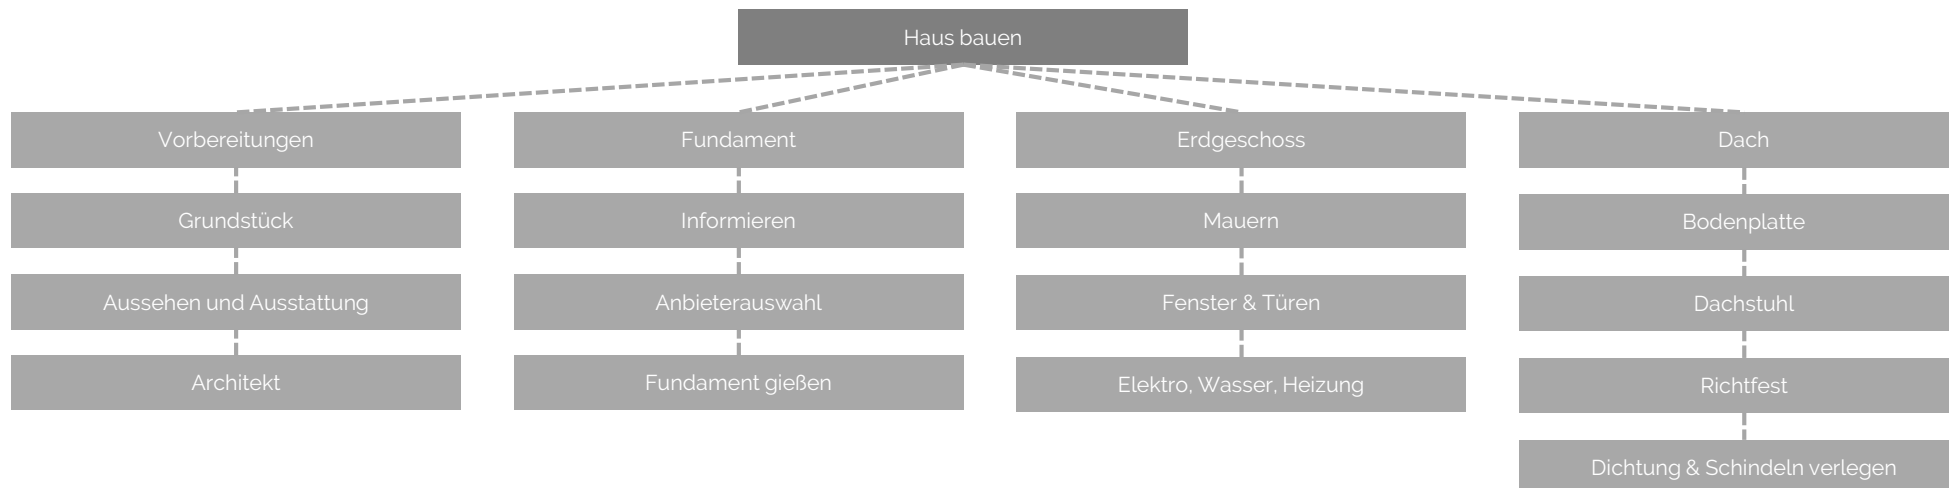 Haus bauen
Vorbereitungen
Grundstück
Aussehen und Ausstattung
Architekt
Fundament
Informieren
Anbieterauswahl
Fundament gießen
Erdgeschoss
Mauern
Fenster & Türen
Elektro, Wasser, Heizung
Dach
Bodenplatte
Dachstuhl
Richtfest
Dichtung & Schindeln verlegen